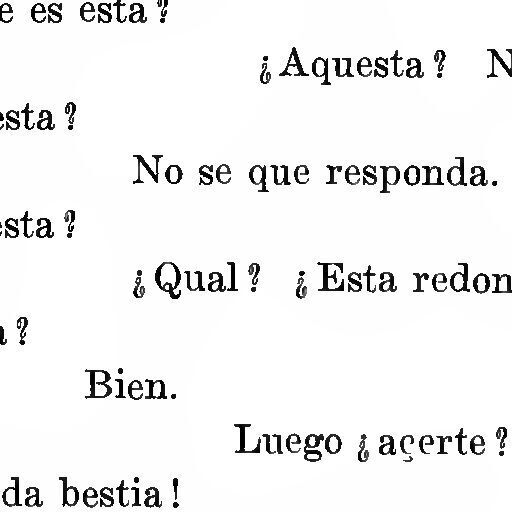 e es esta?
¿Aquesta? N
esta?
No se que responda.
esta?
¿Qual? ¿Esta redon
a?
Bien.
Luego ¿açerte?
da bestia!